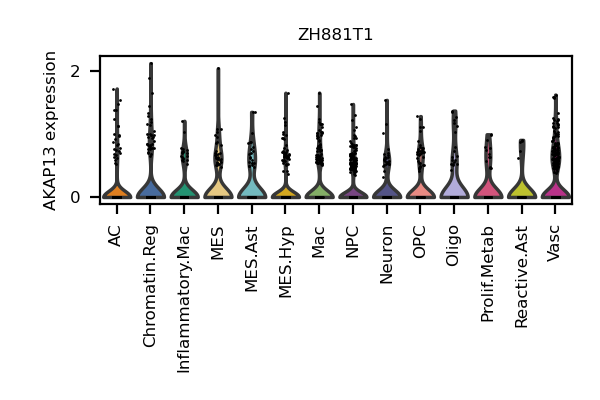 ZH881T1
AKAP13 expression
2
0
AC
Chromatin.Reg
Inflammatory.Mac
MES
MES.Ast
MES.Hyp
Mac
NPC
Neuron
OPC
Oligo
Prolif.Metab
Reactive.Ast
Vasc